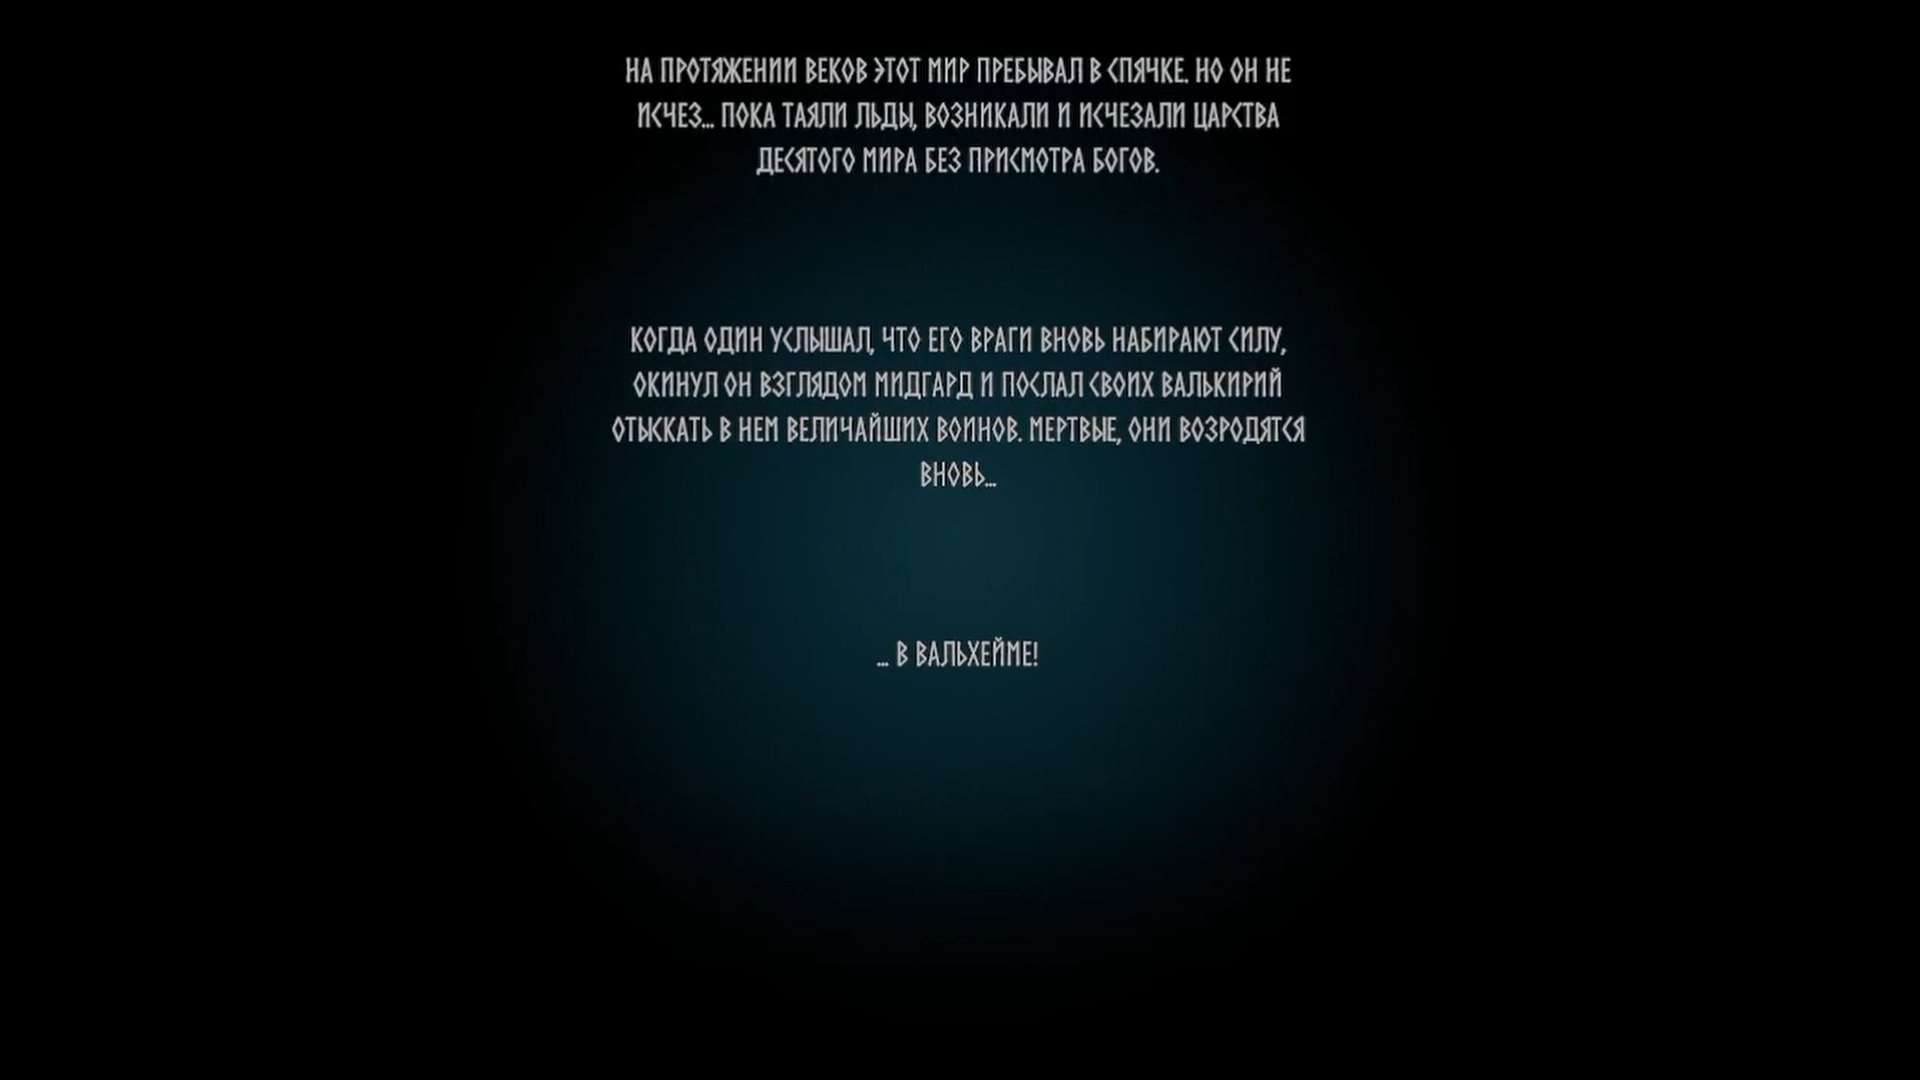 НА ПРОТЯЖЕНИИ ВЕКОВ ЭТОТ МИР ПРЕБЫВАЛ В СПЯЧКЕ. НО ОН НЕ
ИСЧЕЗ... ПОКА ТАЯЛИ ЛЬДЫ, ВОЗНИКАЛИ И ИСЧЕЗАЛИ ЦАРСТВА
ДЕСЯТОГО МИРА БЕЗ ПРИСМОТРА БОГОВ.
КОГДА ОДИН УСЛЫШАЛ, ЧТО ЕГО ВРАГИ ВНОВЬ НАБИРАЮТ СИЛУ,
ОКИНУЛ ОН ВЗГЛЯДОМ МИДГАРД И ПОСЛАЛ СВОИХ ВАЛЬКИРИЙ
ОТЫСКАТЬ В НЕМ ВЕЛИЧАЙШИХ ВОИНОВ. МЕРТВЫЕ, ОНИ ВОЗРОДЯТСЯ
ВНОВЬ...
... В ВАЛЬХЕЙМЕ!